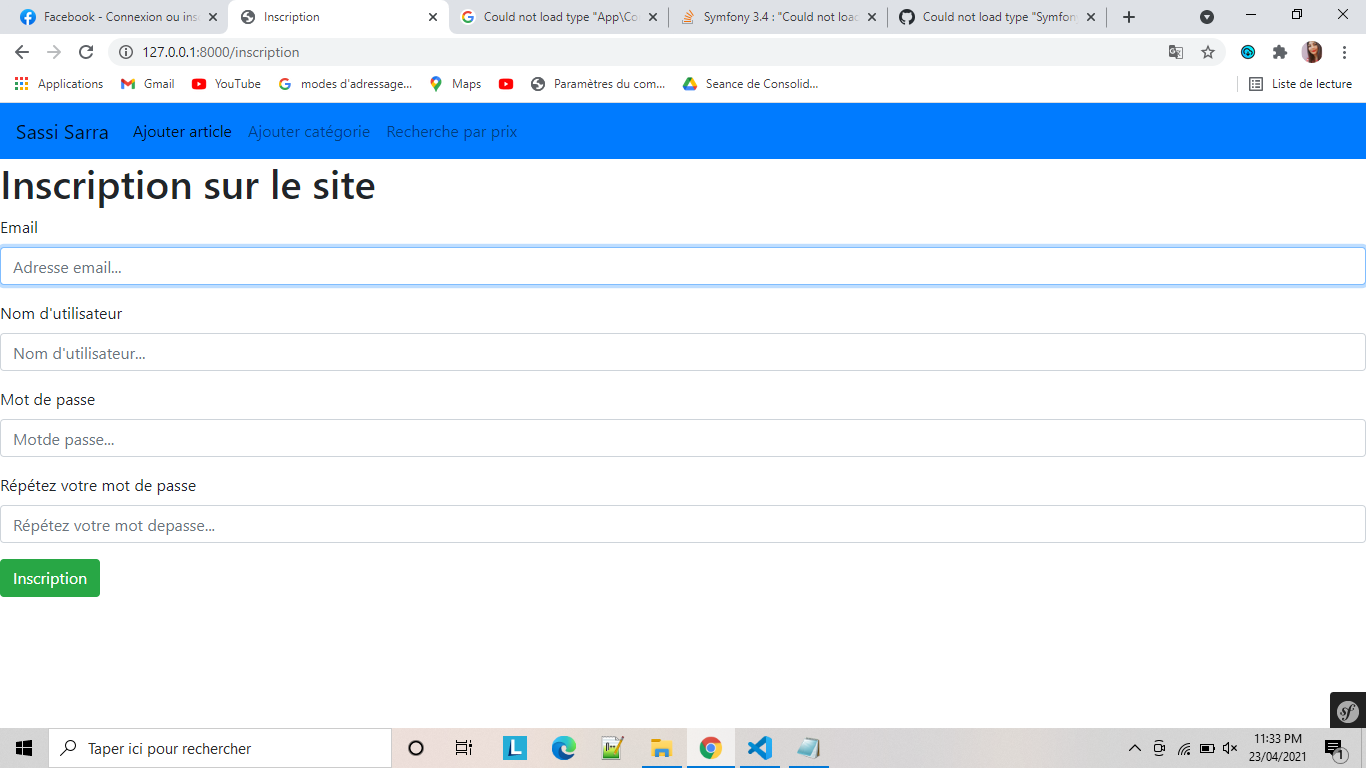 Facebook - Connexion ou ins
Inscription
Could not load type "App\Co
Symfony 3.4 : "Could not loa
Could not load type "Symfon
127.0.0.1:8000/inscription
Applications
Gmail
YouTube
modes d'adressage...
Maps
Paramètres du com...
Seance de Consolid...
Liste de lecture
Sassi Sarra
Ajouter article
Ajouter catégorie
Recherche par prix
Inscription sur le site
Email
Adresse email...
Nom d'utilisateur
Nom d'utilisateur...
Mot de passe
Motde passe...
Répétez votre mot de passe
Répétez votre mot depasse...
Inscription
sf
Taper ici pour rechercher
L
11:33 PM
23/04/2021
1